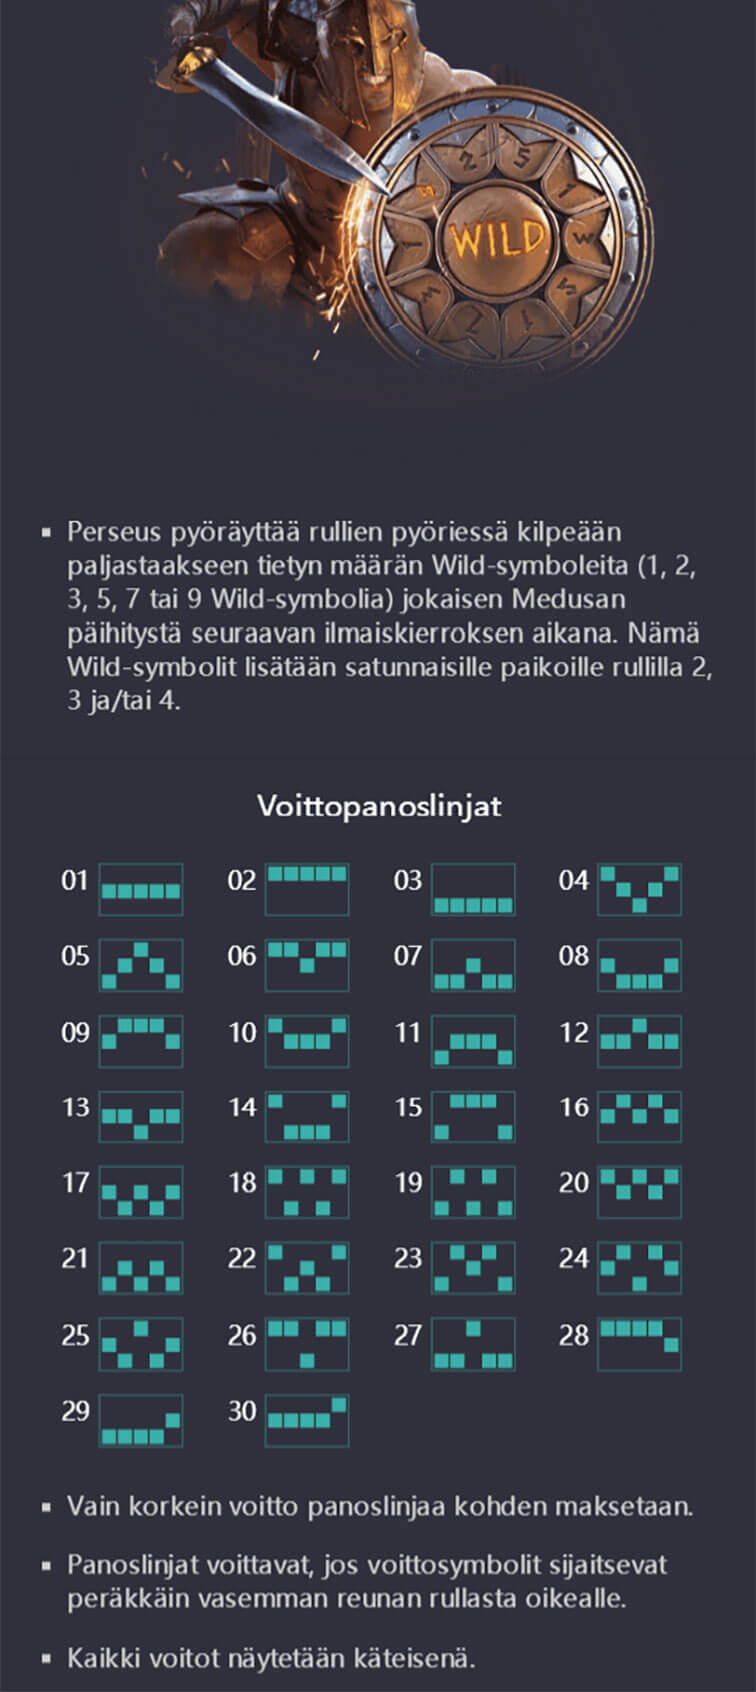 2 5
WILD
Perseus pyöräyttää rullien pyöriessä kilpeään
paljastaakseen tietyn määrän Wild-symboleita (1, 2,
3, 5, 7 tai 9 Wild-symbolia) jokaisen Medusan
päihitystä seuraavan ilmaiskierroksen aikana. Nämä
Wild-symbolit lisätään satunnaisille paikoille rullilla 2,
3 ja/tai 4.
Voittopanoslinjat
01 02 03 04
05 06 07 08
09 10 11 12
13 14 15 16
17 18 19 20
21 22 23 24
25 26 27 28
29 30
Vain korkein voitto panoslinjaa kohden maksetaan.
Panoslinjat voittavat, jos voittosymbolit sijaitsevat
peräkkäin vasemman reunan rullasta oikealle.
Kaikki voitot näytetään käteisenä.